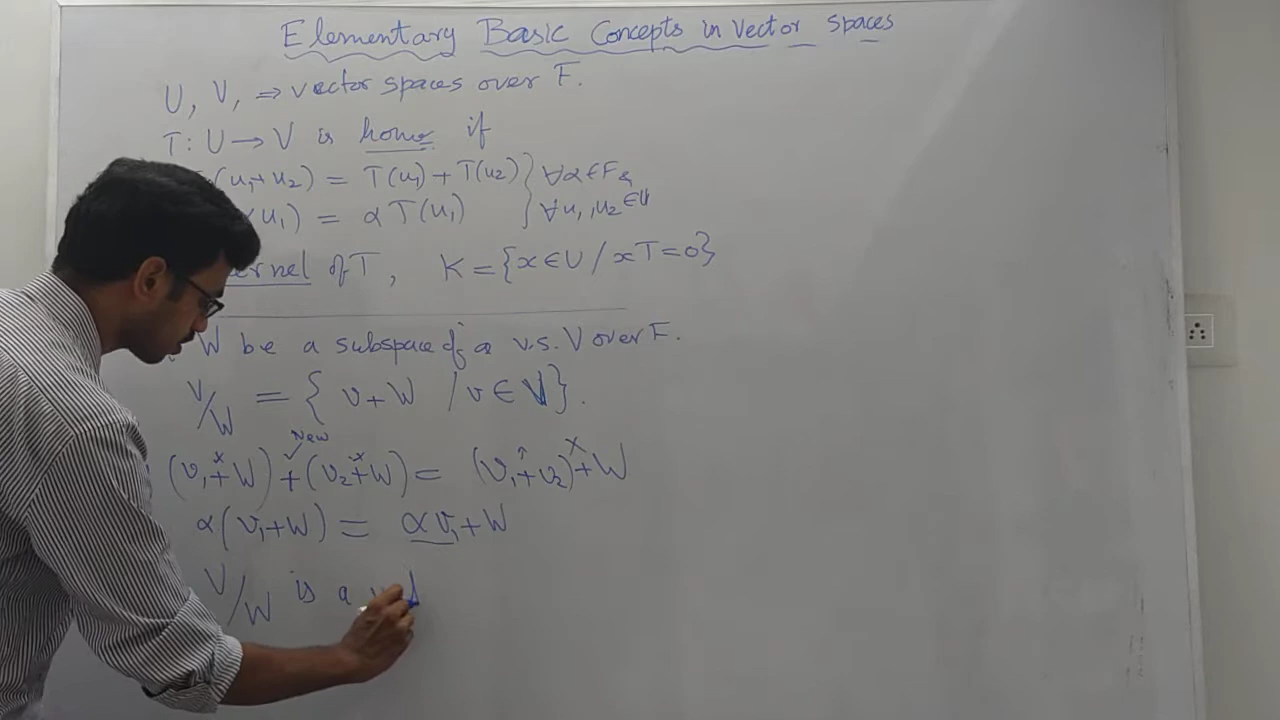 Elementary Basic Concepts in Vector Spaces
U, V, ⇒ vector spaces over F.
T: U → V is homo if
(u₁+u₂) = T(u₁) + T(u₂) } ∀α∈F &
u₁) = α T(u₁) } ∀u₁, u₂ ∈ U
ernel of T, K = {x ∈ U / xT = 0}
W be a subspace of a v.s. V over F.
V/W = { v + W / v ∈ V }.
New
(v₁ + W) + (v₂ + W) = (v₁ + v₂) + W
α(v₁ + W) = αv₁ + W
V/W is a